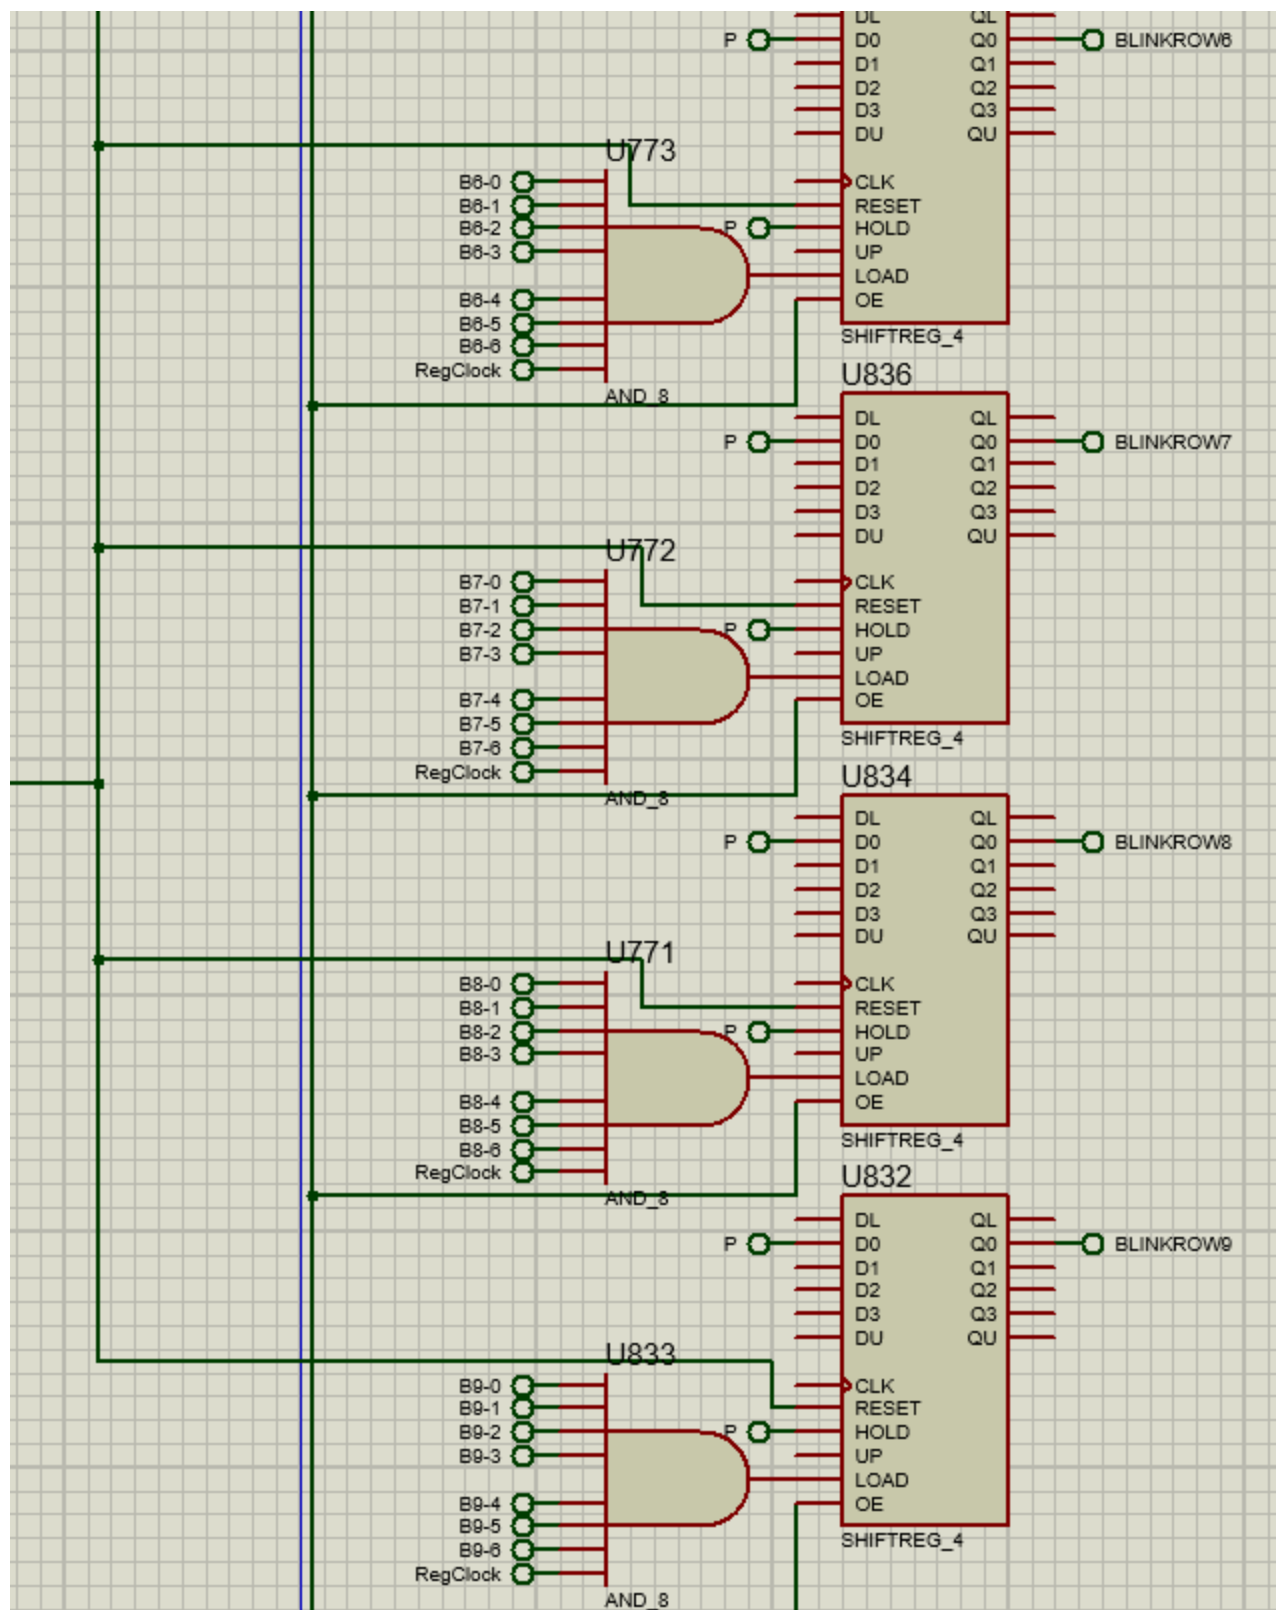 DL QL
P D0 Q0 BLINKROW6
D1 Q1
D2 Q2
D3 Q3
DU QU
U773
B6-0 CLK
B6-1 RESET
B6-2 P HOLD
B6-3 UP
LOAD
B6-4 OE
B6-5
SHIFTREG_4
B6-6
RegClock
U836
AND_8
DL QL
P D0 Q0 BLINKROW7
D1 Q1
D2 Q2
D3 Q3
DU QU
U772
B7-0 CLK
B7-1 RESET
B7-2 P HOLD
B7-3 UP
LOAD
B7-4 OE
B7-5
SHIFTREG_4
B7-6
RegClock
U834
AND_8
DL QL
P D0 Q0 BLINKROW8
D1 Q1
D2 Q2
D3 Q3
DU QU
U771
B8-0 CLK
B8-1 RESET
B8-2 P HOLD
B8-3 UP
LOAD
B8-4 OE
B8-5
SHIFTREG_4
B8-6
RegClock
U832
AND_8
DL QL
P D0 Q0 BLINKROW9
D1 Q1
D2 Q2
D3 Q3
DU QU
U833
B9-0 CLK
B9-1 RESET
B9-2 P HOLD
B9-3 UP
LOAD
B9-4 OE
B9-5
SHIFTREG_4
B9-6
RegClock
AND_8